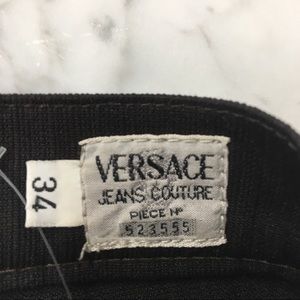 VERSACE
JEANS COUTURE
PIECE Nº
523555
34